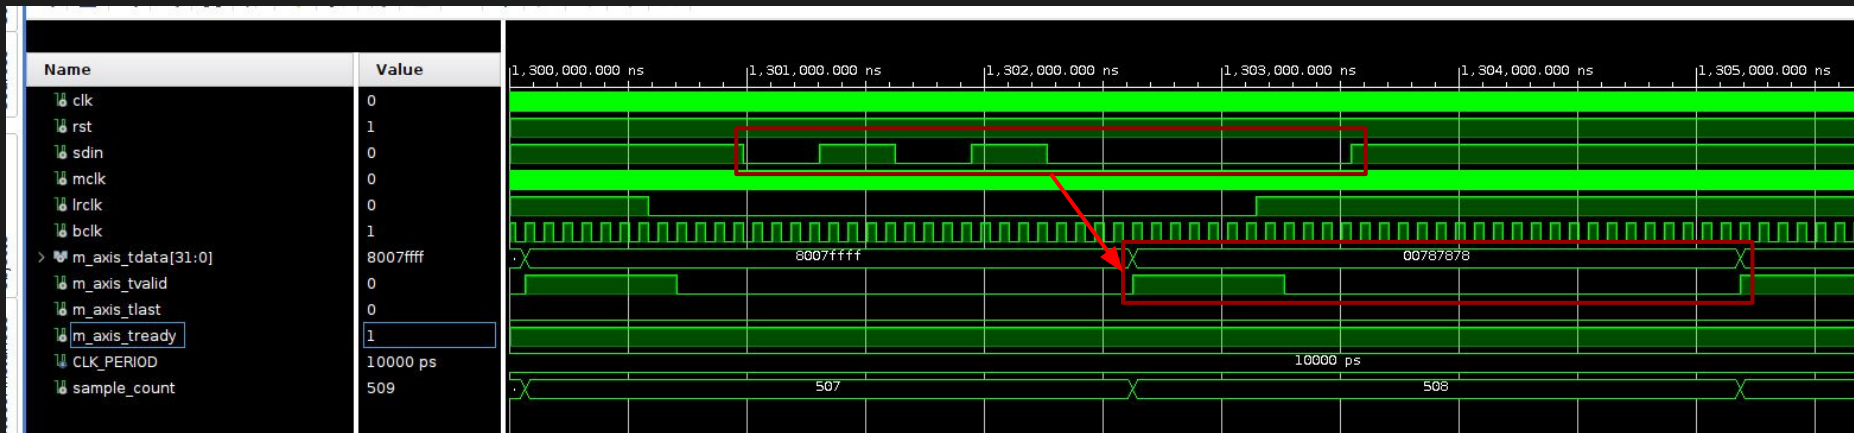 Name Value
1,300,000.000 ns 1,301,000.000 ns 1,302,000.000 ns 1,303,000.000 ns 1,304,000.000 ns 1,305,000.000 ns
clk 0
rst 1
sdin 0
mclk 0
lrclk 0
bclk 1
m_axis_tdata[31:0] 8007ffff 8007ffff 00787878
m_axis_tvalid 0
m_axis_tlast 0
m_axis_tready 1
CLK_PERIOD 10000 ps 10000 ps
sample_count 509 507 508